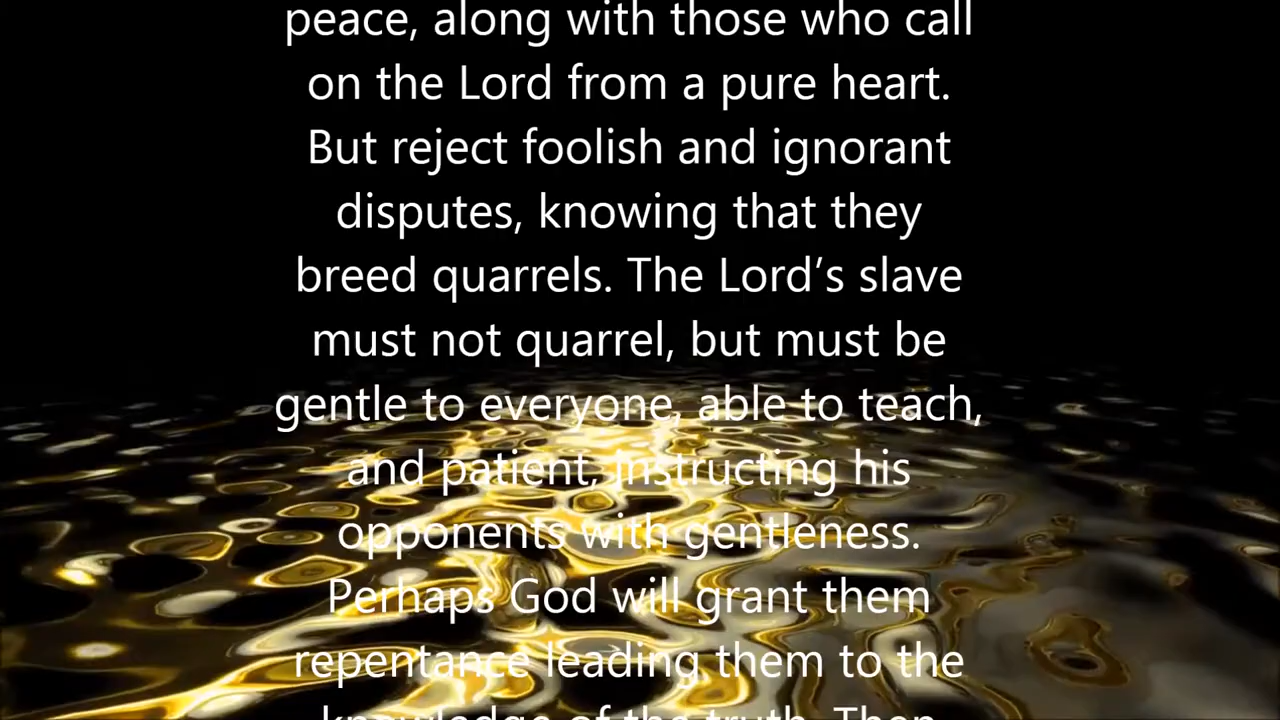 peace, along with those who call
on the Lord from a pure heart.
But reject foolish and ignorant
disputes, knowing that they
breed quarrels. The Lord’s slave
must not quarrel, but must be
gentle to everyone, able to teach,
and patient, instructing his
opponents with gentleness.
Perhaps God will grant them
repentance leading them to the
knowledge of the truth. Then